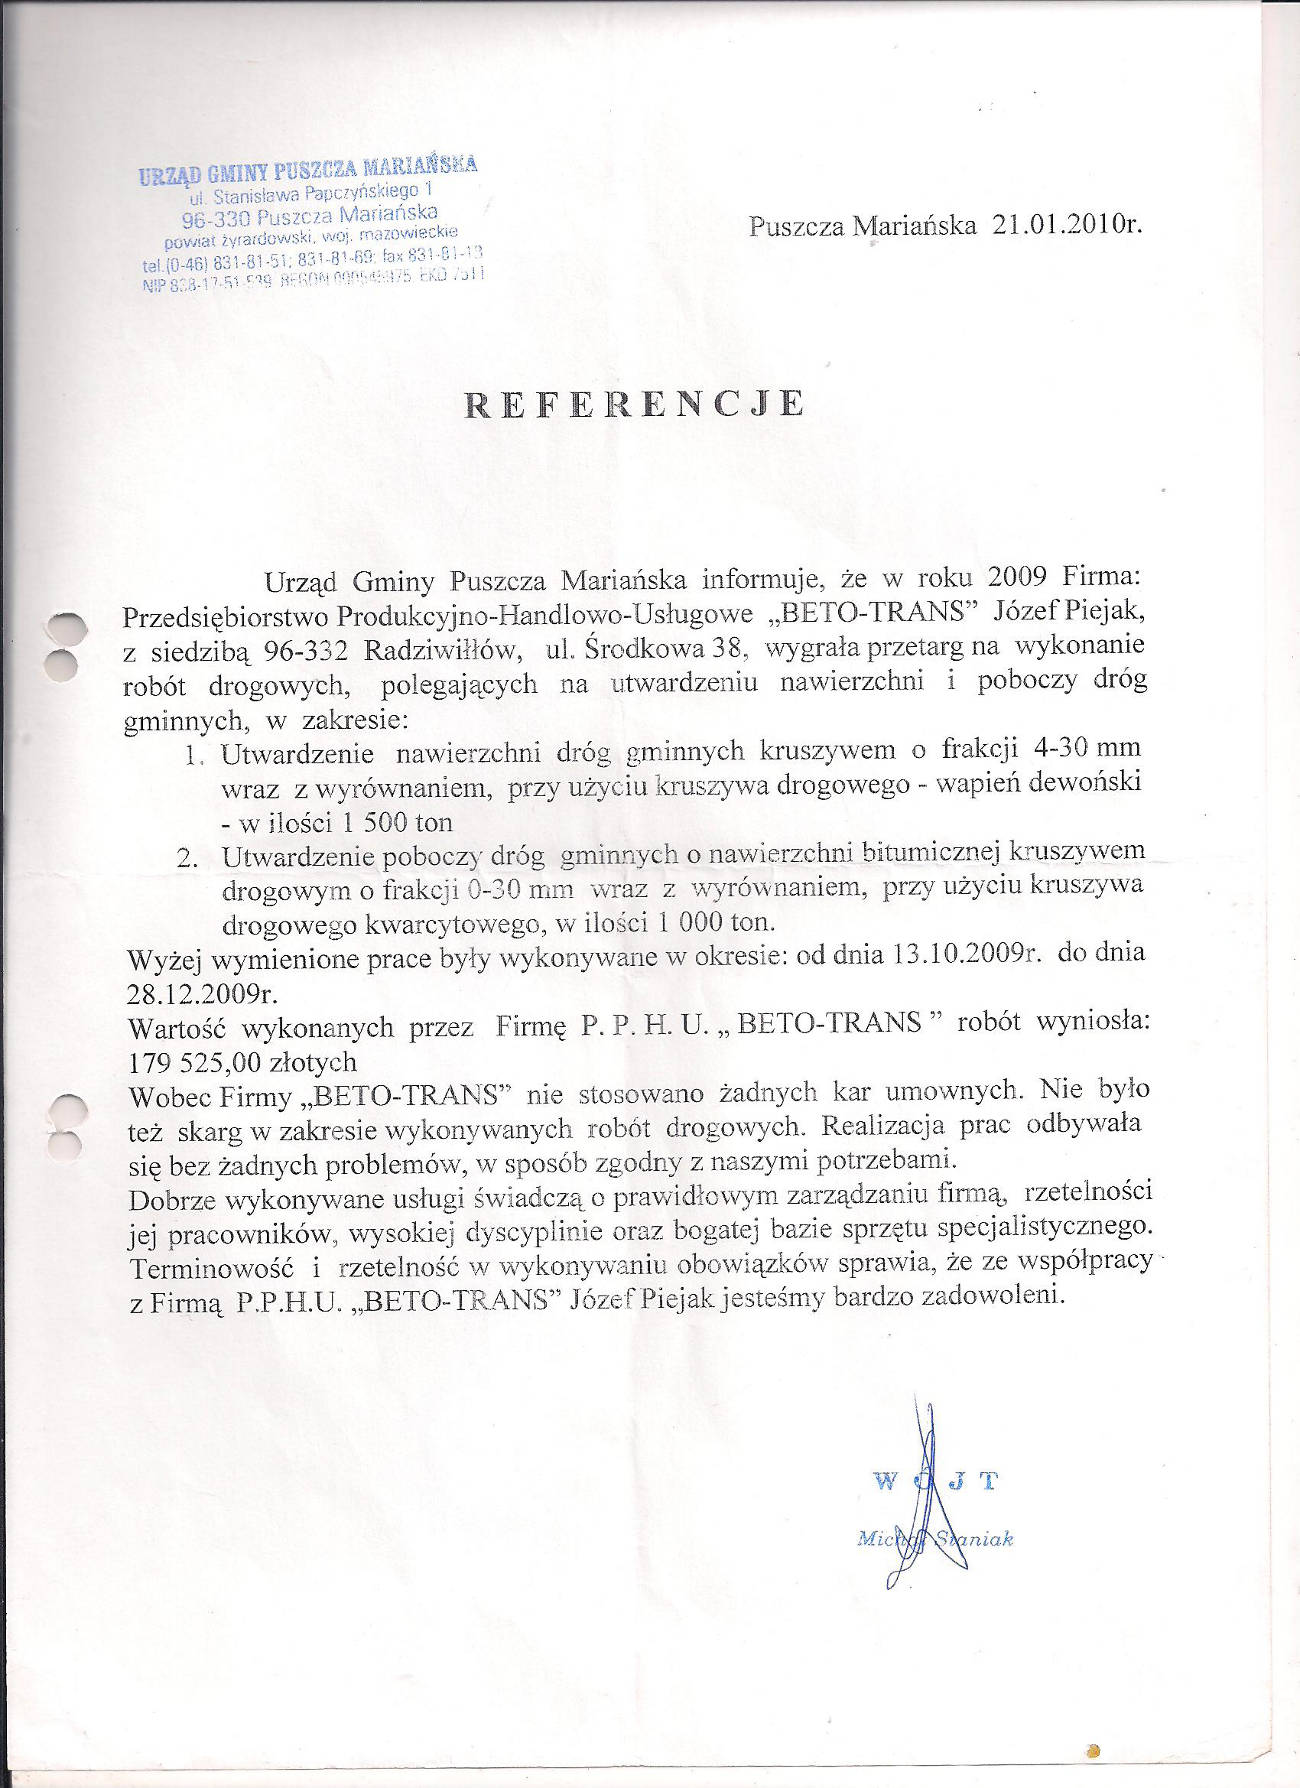 URZĄD GMINY PUSZCZA MARIAŃSKA
ul. Stanisława Papczyńskiego 1
96-330 Puszcza Mariańska
powiat żyrardowski, woj. mazowieckie
tel.(0-46) 831-81-51; 831-81-69; fax 831-81-13
NIP REGON EKD 7511
Puszcza Mariańska 21.01.2010r.
REFERENCJE
Urząd Gminy Puszcza Mariańska informuje, że w roku 2009 Firma:
Przedsiębiorstwo Produkcyjno-Handlowo-Usługowe „BETO-TRANS” Józef Piejak,
z siedzibą 96-332 Radziwiłłów, ul. Środkowa 38, wygrała przetarg na wykonanie
robót drogowych, polegających na utwardzeniu nawierzchni i poboczy dróg
gminnych, w zakresie:
1. Utwardzenie nawierzchni dróg gminnych kruszywem o frakcji 4-30 mm
wraz z wyrównaniem, przy użyciu kruszywa drogowego - wapień dewoński
- w ilości 1 500 ton
2. Utwardzenie poboczy dróg gminnych o nawierzchni bitumicznej kruszywem
drogowym o frakcji 0-30 mm wraz z wyrównaniem, przy użyciu kruszywa
drogowego kwarcytowego, w ilości 1 000 ton.
Wyżej wymienione prace były wykonywane w okresie: od dnia 13.10.2009r. do dnia
28.12.2009r.
Wartość wykonanych przez Firmę P. P. H. U. „ BETO-TRANS ” robót wyniosła:
179 525,00 złotych
Wobec Firmy „BETO-TRANS” nie stosowano żadnych kar umownych. Nie było
też skarg w zakresie wykonywanych robót drogowych. Realizacja prac odbywała
się bez żadnych problemów, w sposób zgodny z naszymi potrzebami.
Dobrze wykonywane usługi świadczą o prawidłowym zarządzaniu firmą, rzetelności
jej pracowników, wysokiej dyscyplinie oraz bogatej bazie sprzętu specjalistycznego.
Terminowość i rzetelność w wykonywaniu obowiązków sprawia, że ze współpracy
z Firmą P.P.H.U. „BETO-TRANS” Józef Piejak jesteśmy bardzo zadowoleni.
WÓJT
Michał Staniak